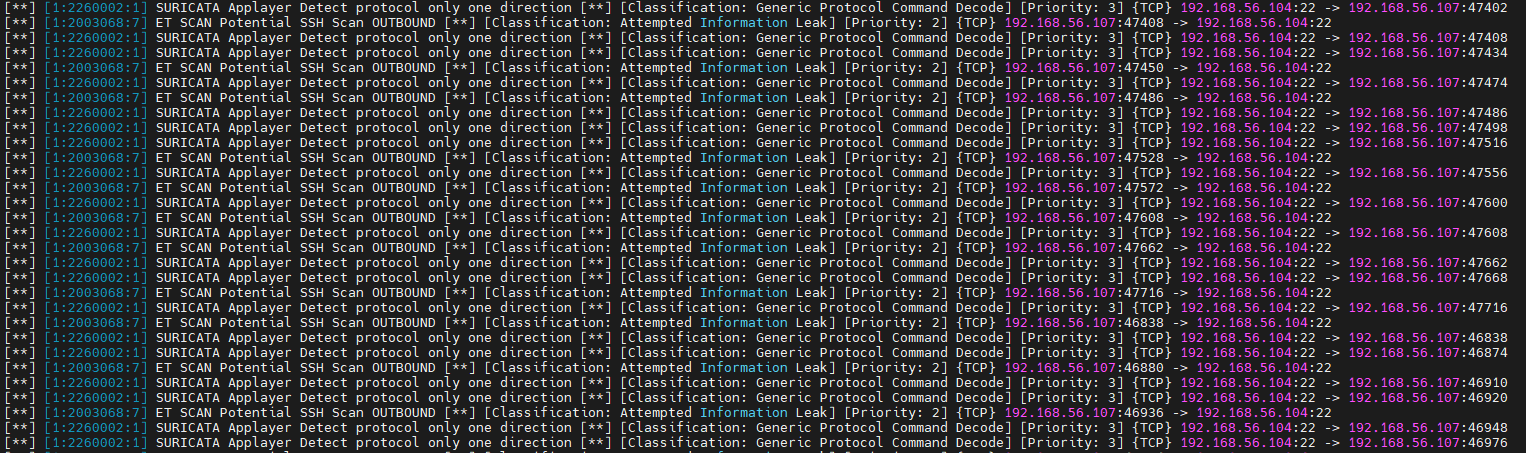 [**] [1:2260002:1] SURICATA Applayer Detect protocol only one direction [**] [Classification: Generic Protocol Command Decode] [Priority: 3] {TCP} 192.168.56.104:22 -> 192.168.56.107:47402
[**] [1:2003068:7] ET SCAN Potential SSH Scan OUTBOUND [**] [Classification: Attempted Information Leak] [Priority: 2] {TCP} 192.168.56.107:47408 -> 192.168.56.104:22
[**] [1:2260002:1] SURICATA Applayer Detect protocol only one direction [**] [Classification: Generic Protocol Command Decode] [Priority: 3] {TCP} 192.168.56.104:22 -> 192.168.56.107:47408
[**] [1:2260002:1] SURICATA Applayer Detect protocol only one direction [**] [Classification: Generic Protocol Command Decode] [Priority: 3] {TCP} 192.168.56.104:22 -> 192.168.56.107:47434
[**] [1:2003068:7] ET SCAN Potential SSH Scan OUTBOUND [**] [Classification: Attempted Information Leak] [Priority: 2] {TCP} 192.168.56.107:47450 -> 192.168.56.104:22
[**] [1:2260002:1] SURICATA Applayer Detect protocol only one direction [**] [Classification: Generic Protocol Command Decode] [Priority: 3] {TCP} 192.168.56.104:22 -> 192.168.56.107:47474
[**] [1:2003068:7] ET SCAN Potential SSH Scan OUTBOUND [**] [Classification: Attempted Information Leak] [Priority: 2] {TCP} 192.168.56.107:47486 -> 192.168.56.104:22
[**] [1:2260002:1] SURICATA Applayer Detect protocol only one direction [**] [Classification: Generic Protocol Command Decode] [Priority: 3] {TCP} 192.168.56.104:22 -> 192.168.56.107:47486
[**] [1:2260002:1] SURICATA Applayer Detect protocol only one direction [**] [Classification: Generic Protocol Command Decode] [Priority: 3] {TCP} 192.168.56.104:22 -> 192.168.56.107:47498
[**] [1:2260002:1] SURICATA Applayer Detect protocol only one direction [**] [Classification: Generic Protocol Command Decode] [Priority: 3] {TCP} 192.168.56.104:22 -> 192.168.56.107:47516
[**] [1:2003068:7] ET SCAN Potential SSH Scan OUTBOUND [**] [Classification: Attempted Information Leak] [Priority: 2] {TCP} 192.168.56.107:47528 -> 192.168.56.104:22
[**] [1:2260002:1] SURICATA Applayer Detect protocol only one direction [**] [Classification: Generic Protocol Command Decode] [Priority: 3] {TCP} 192.168.56.104:22 -> 192.168.56.107:47556
[**] [1:2003068:7] ET SCAN Potential SSH Scan OUTBOUND [**] [Classification: Attempted Information Leak] [Priority: 2] {TCP} 192.168.56.107:47572 -> 192.168.56.104:22
[**] [1:2260002:1] SURICATA Applayer Detect protocol only one direction [**] [Classification: Generic Protocol Command Decode] [Priority: 3] {TCP} 192.168.56.104:22 -> 192.168.56.107:47600
[**] [1:2003068:7] ET SCAN Potential SSH Scan OUTBOUND [**] [Classification: Attempted Information Leak] [Priority: 2] {TCP} 192.168.56.107:47608 -> 192.168.56.104:22
[**] [1:2260002:1] SURICATA Applayer Detect protocol only one direction [**] [Classification: Generic Protocol Command Decode] [Priority: 3] {TCP} 192.168.56.104:22 -> 192.168.56.107:47608
[**] [1:2003068:7] ET SCAN Potential SSH Scan OUTBOUND [**] [Classification: Attempted Information Leak] [Priority: 2] {TCP} 192.168.56.107:47662 -> 192.168.56.104:22
[**] [1:2260002:1] SURICATA Applayer Detect protocol only one direction [**] [Classification: Generic Protocol Command Decode] [Priority: 3] {TCP} 192.168.56.104:22 -> 192.168.56.107:47662
[**] [1:2260002:1] SURICATA Applayer Detect protocol only one direction [**] [Classification: Generic Protocol Command Decode] [Priority: 3] {TCP} 192.168.56.104:22 -> 192.168.56.107:47668
[**] [1:2003068:7] ET SCAN Potential SSH Scan OUTBOUND [**] [Classification: Attempted Information Leak] [Priority: 2] {TCP} 192.168.56.107:47716 -> 192.168.56.104:22
[**] [1:2260002:1] SURICATA Applayer Detect protocol only one direction [**] [Classification: Generic Protocol Command Decode] [Priority: 3] {TCP} 192.168.56.104:22 -> 192.168.56.107:47716
[**] [1:2003068:7] ET SCAN Potential SSH Scan OUTBOUND [**] [Classification: Attempted Information Leak] [Priority: 2] {TCP} 192.168.56.107:46838 -> 192.168.56.104:22
[**] [1:2260002:1] SURICATA Applayer Detect protocol only one direction [**] [Classification: Generic Protocol Command Decode] [Priority: 3] {TCP} 192.168.56.104:22 -> 192.168.56.107:46838
[**] [1:2260002:1] SURICATA Applayer Detect protocol only one direction [**] [Classification: Generic Protocol Command Decode] [Priority: 3] {TCP} 192.168.56.104:22 -> 192.168.56.107:46874
[**] [1:2003068:7] ET SCAN Potential SSH Scan OUTBOUND [**] [Classification: Attempted Information Leak] [Priority: 2] {TCP} 192.168.56.107:46880 -> 192.168.56.104:22
[**] [1:2260002:1] SURICATA Applayer Detect protocol only one direction [**] [Classification: Generic Protocol Command Decode] [Priority: 3] {TCP} 192.168.56.104:22 -> 192.168.56.107:46910
[**] [1:2260002:1] SURICATA Applayer Detect protocol only one direction [**] [Classification: Generic Protocol Command Decode] [Priority: 3] {TCP} 192.168.56.104:22 -> 192.168.56.107:46920
[**] [1:2003068:7] ET SCAN Potential SSH Scan OUTBOUND [**] [Classification: Attempted Information Leak] [Priority: 2] {TCP} 192.168.56.107:46936 -> 192.168.56.104:22
[**] [1:2260002:1] SURICATA Applayer Detect protocol only one direction [**] [Classification: Generic Protocol Command Decode] [Priority: 3] {TCP} 192.168.56.104:22 -> 192.168.56.107:46948
[**] [1:2260002:1] SURICATA Applayer Detect protocol only one direction [**] [Classification: Generic Protocol Command Decode] [Priority: 3] {TCP} 192.168.56.104:22 -> 192.168.56.107:46976